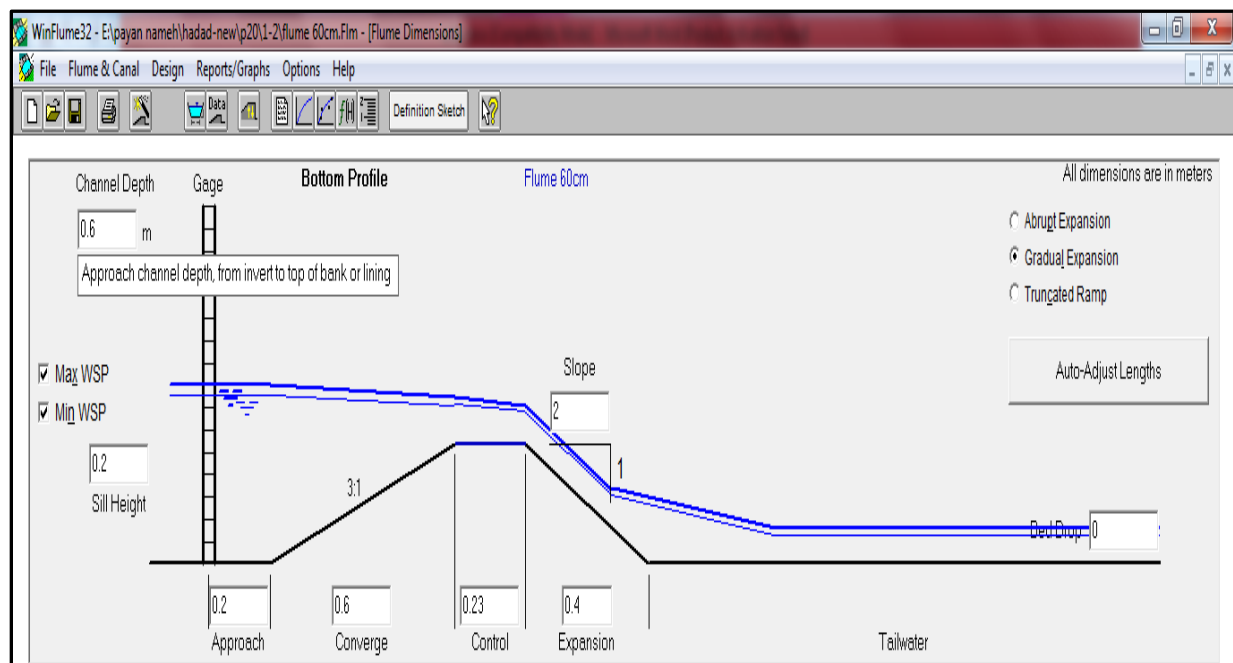 WinFlume32 - E:\payan nameh\hadad-new\p20\1-2\flume 60cm.Flm - [Flume Dimensions]
File Flume & Canal Design Reports/Graphs Options Help
Data f(H) Definition Sketch
Channel Depth Gage Bottom Profile Flume 60cm All dimensions are in meters
0.6 m
Approach channel depth, from invert to top of bank or lining
Abrupt Expansion
Gradual Expansion
Truncated Ramp
Auto-Adjust Lengths
Max WSP
Min WSP
Slope
2
1
0.2
Sill Height
3:1
Bed Drop 0
0.2 0.6 0.23 0.4
Approach Converge Control Expansion Tailwater